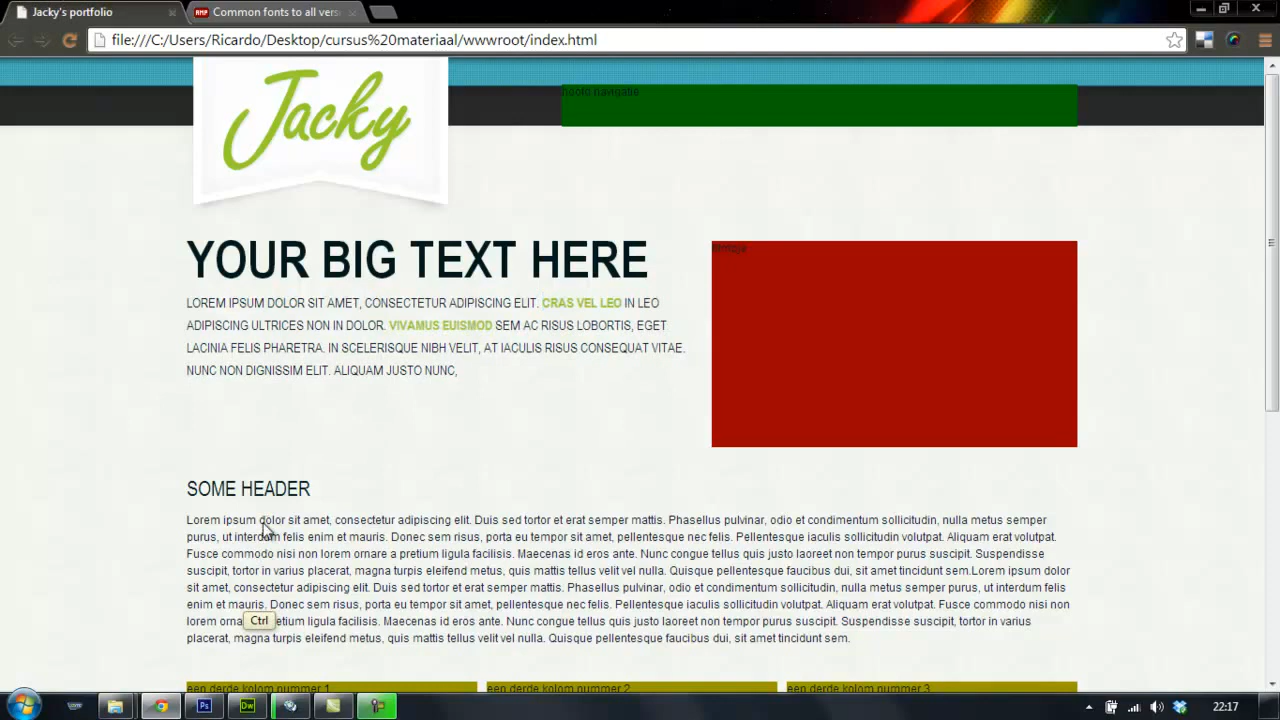 Jacky's portfolio
Common fonts to all vers
file:///C:/Users/Ricardo/Desktop/cursus%20materiaal/wwwroot/index.html
Jacky
hoofd navigatie
YOUR BIG TEXT HERE
filmpje
LOREM IPSUM DOLOR SIT AMET, CONSECTETUR ADIPISCING ELIT. CRAS VEL LEO IN LEO
ADIPISCING ULTRICES NON IN DOLOR. VIVAMUS EUISMOD SEM AC RISUS LOBORTIS, EGET
LACINIA FELIS PHARETRA. IN SCELERISQUE NIBH VELIT, AT IACULIS RISUS CONSEQUAT VITAE.
NUNC NON DIGNISSIM ELIT. ALIQUAM JUSTO NUNC,
SOME HEADER
Lorem ipsum dolor sit amet, consectetur adipiscing elit. Duis sed tortor et erat semper mattis. Phasellus pulvinar, odio et condimentum sollicitudin, nulla metus semper
purus, ut interdum felis enim et mauris. Donec sem risus, porta eu tempor sit amet, pellentesque nec felis. Pellentesque iaculis sollicitudin volutpat. Aliquam erat volutpat.
Fusce commodo nisi non lorem ornare a pretium ligula facilisis. Maecenas id eros ante. Nunc congue tellus quis justo laoreet non tempor purus suscipit. Suspendisse
suscipit, tortor in varius placerat, magna turpis eleifend metus, quis mattis tellus velit vel nulla. Quisque pellentesque faucibus dui, sit amet tincidunt sem.Lorem ipsum dolor
sit amet, consectetur adipiscing elit. Duis sed tortor et erat semper mattis. Phasellus pulvinar, odio et condimentum sollicitudin, nulla metus semper purus, ut interdum felis
enim et mauris. Donec sem risus, porta eu tempor sit amet, pellentesque nec felis. Pellentesque iaculis sollicitudin volutpat. Aliquam erat volutpat. Fusce commodo nisi non
lorem orna etium ligula facilisis. Maecenas id eros ante. Nunc congue tellus quis justo laoreet non tempor purus suscipit. Suspendisse suscipit, tortor in varius
placerat, magna turpis eleifend metus, quis mattis tellus velit vel nulla. Quisque pellentesque faucibus dui, sit amet tincidunt sem.
Ctrl
een derde kolom nummer 1
een derde kolom nummer 2
een derde kolom nummer 3
Ps
Dw
22:17